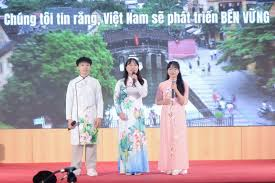 Chúng tôi tin rằng, Việt Nam sẽ phát triển BỀN VỮNG